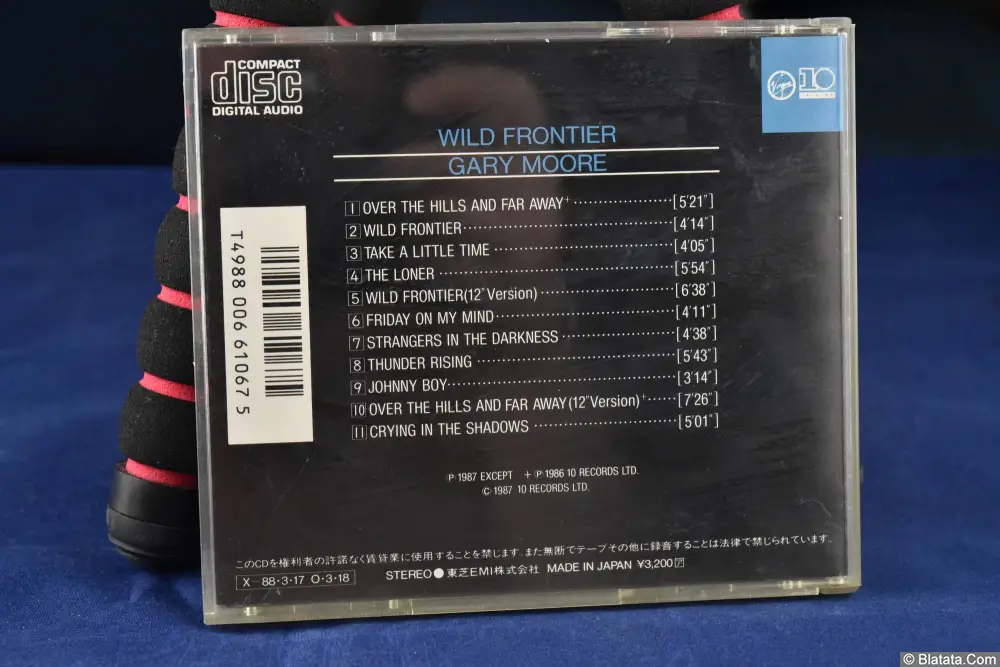 COMPACT
disc
DIGITAL AUDIO
Virgin
10
WILD FRONTIER
GARY MOORE
1 OVER THE HILLS AND FAR AWAY+ [5'21"]
2 WILD FRONTIER [4'14"]
3 TAKE A LITTLE TIME [4'05"]
4 THE LONER [5'54"]
5 WILD FRONTIER(12"Version) [6'38"]
6 FRIDAY ON MY MIND [4'11"]
7 STRANGERS IN THE DARKNESS [4'38"]
8 THUNDER RISING [5'43"]
9 JOHNNY BOY [3'14"]
10 OVER THE HILLS AND FAR AWAY(12"Version)+ [7'26"]
11 CRYING IN THE SHADOWS [5'01"]
T4988 006 61067 5
℗1987 EXCEPT +℗1986 10 RECORDS LTD.
©1987 10 RECORDS LTD.
このCDを権利者の許諾なく賃貸業に使用することを禁じます。また無断でテープその他に録音することは法律で禁じられています。
X-88・3・17 O・3・18
STEREO●東芝EMI株式会社 MADE IN JAPAN ¥3,200
© Blatata.Com